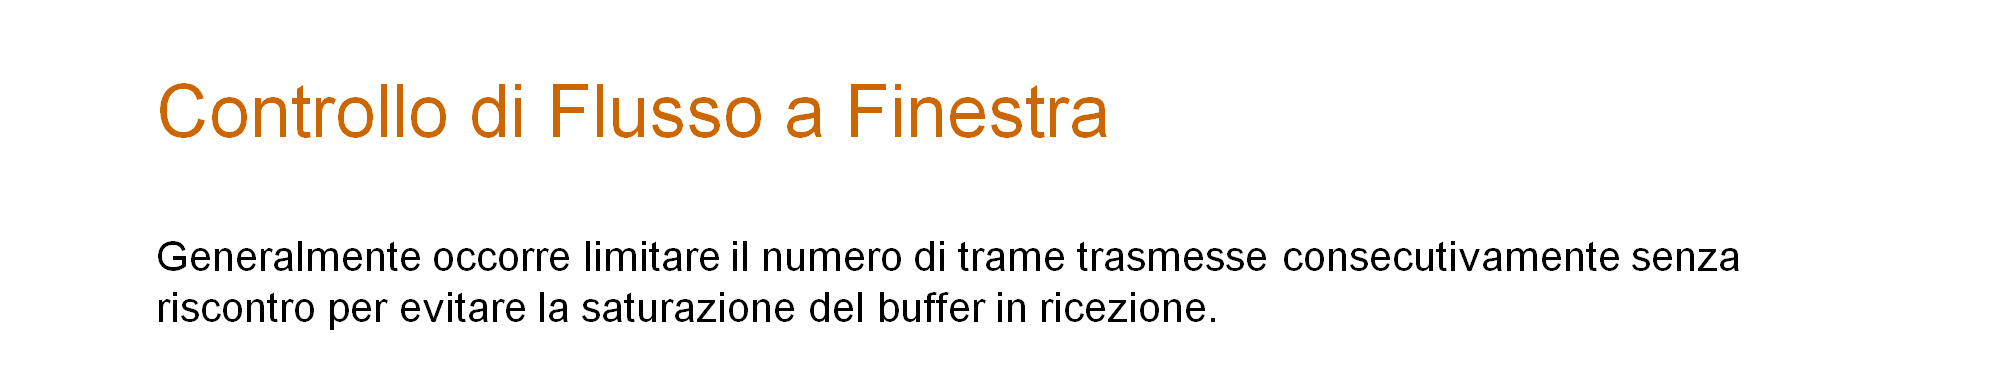 Controllo di Flusso a Finestra
Generalmente occorre limitare il numero di trame trasmesse consecutivamente senza
riscontro per evitare la saturazione del buffer in ricezione.